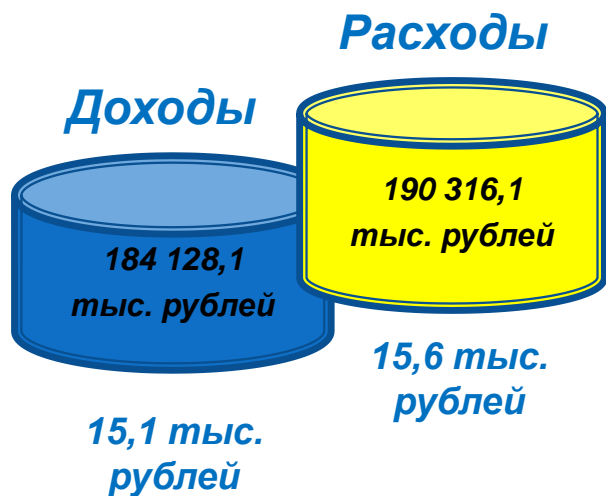 Расходы
Доходы
190 316,1
тыс. рублей
184 128,1
тыс. рублей
15,6 тыс.
рублей
15,1 тыс.
рублей